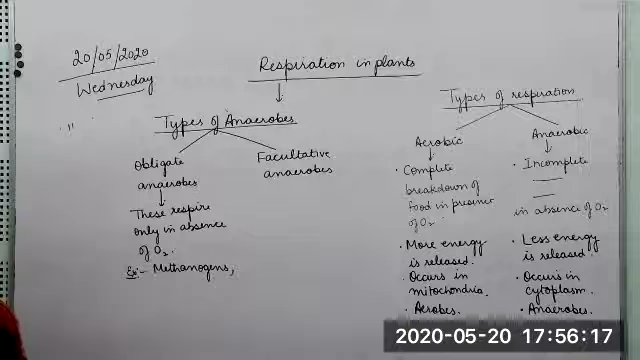 20/05/2020
Wednesday
Respiration in plants
Types of Anaerobes
Obligate
anaerobes
Facultative
anaerobes
These respire
only in absence
of O2.
Ex:- Methanogens,
Types of respiration
Aerobic
Anaerobic
· Complete
breakdown of
food in presence
of O2
· More energy
is released.
· Occurs in
mitochondria.
· Aerobes.
· Incomplete
in absence of O2
· Less energy
is released.
· Occurs in
cytoplasm.
· Anaerobes.
2020-05-20 17:56:17